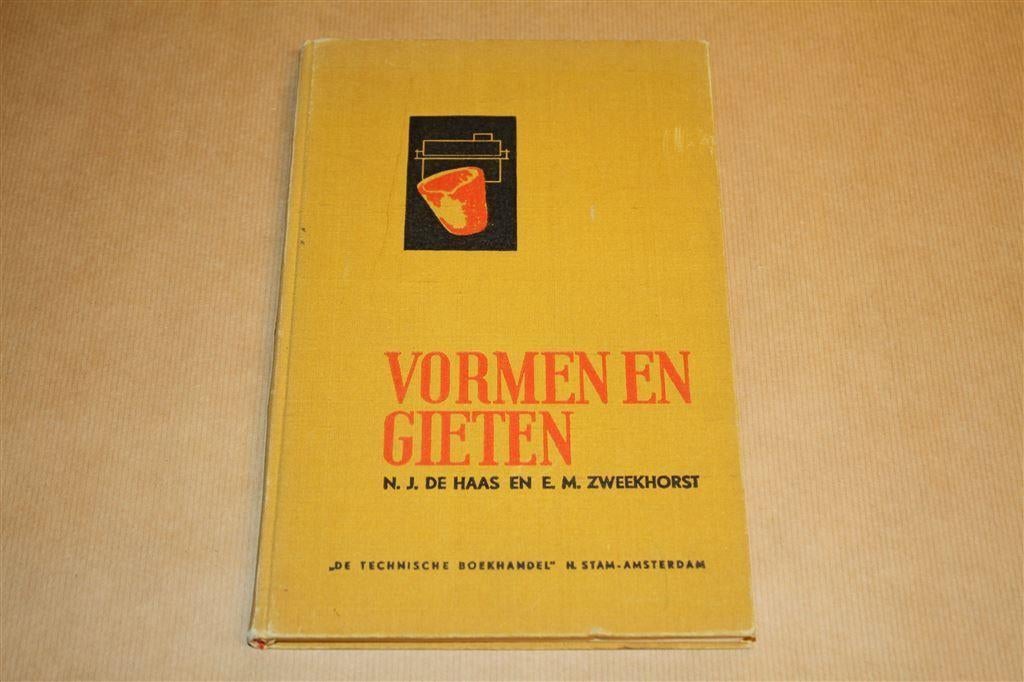 VORMEN EN
GIETEN
N. J. DE HAAS EN E. M. ZWEEKHORST
„DE TECHNISCHE BOEKHANDEL" H. STAM-AMSTERDAM